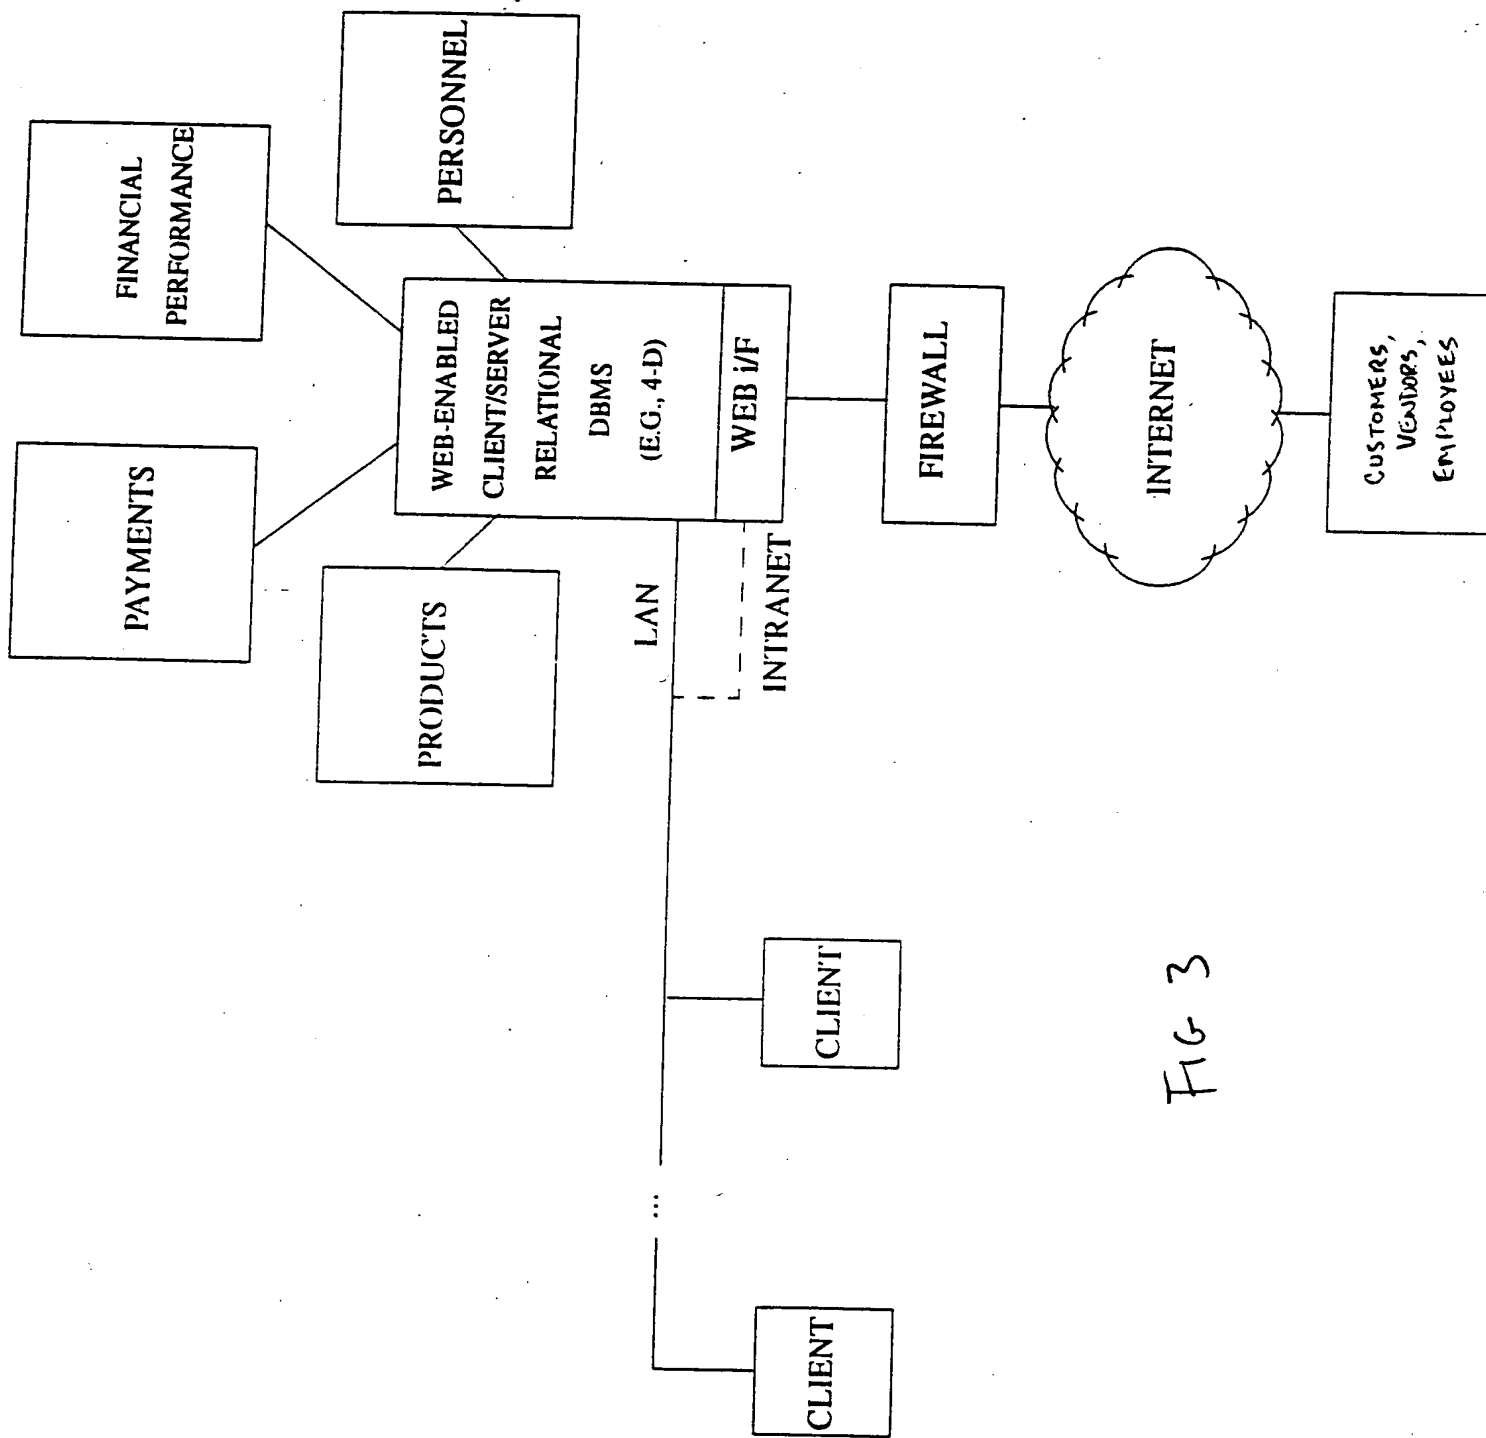 PAYMENTS
FINANCIAL
PERFORMANCE
PRODUCTS
PERSONNEL
WEB-ENABLED
CLIENT/SERVER
RELATIONAL
DBMS
(E.G., 4-D)
WEB i/F
LAN
INTRANET
...
CLIENT
CLIENT
FIREWALL
INTERNET
CUSTOMERS,
VENDORS,
EMPLOYEES
FIG 3